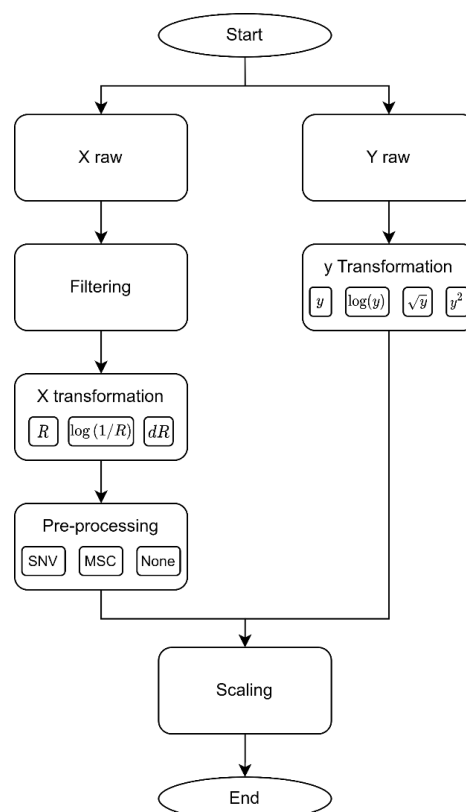 Start
X raw
Y raw
Filtering
y Transformation
y log(y) √y y²
X transformation
R log (1/R) dR
Pre-processing
SNV MSC None
Scaling
End